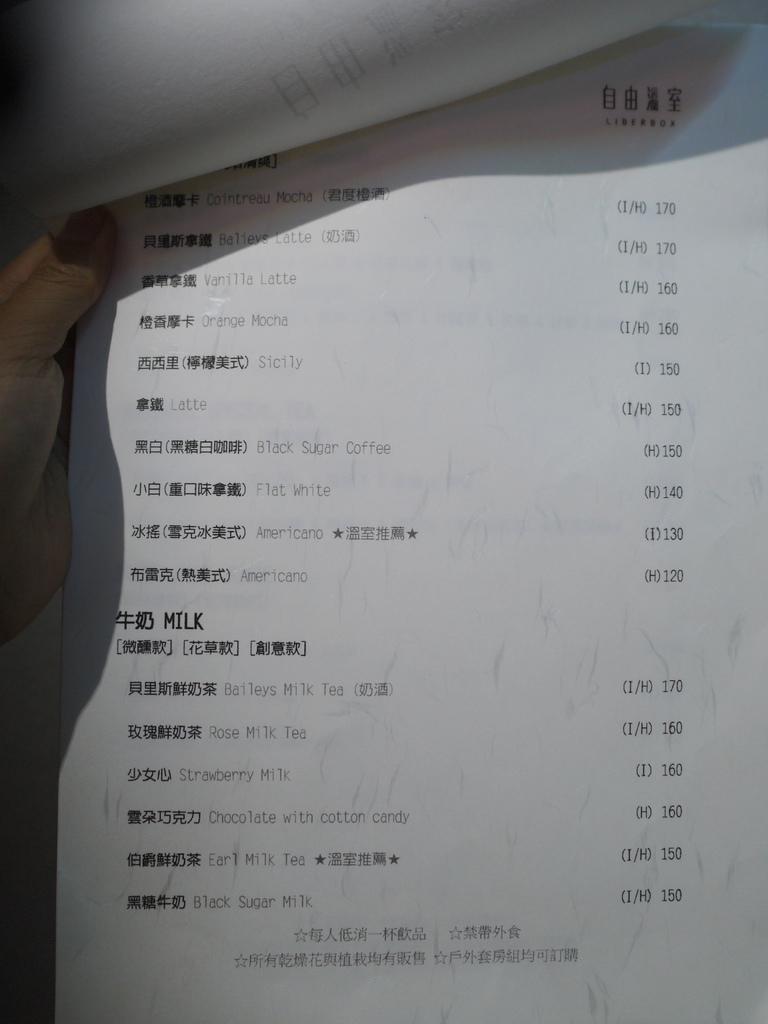 自由溫室
LIBERBOX
橙酒摩卡 Cointreau Mocha (君度橙酒) (I/H) 170
貝里斯拿鐵 Balieys Latte (奶酒) (I/H) 170
香草拿鐵 Vanilla Latte (I/H) 160
橙香摩卡 Orange Mocha (I/H) 160
西西里(檸檬美式) Sicily (I) 150
拿鐵 Latte (I/H) 150
黑白(黑糖白咖啡) Black Sugar Coffee (H)150
小白(重口味拿鐵) Flat White (H)140
冰搖(雪克冰美式) Americano ★溫室推薦★ (I)130
布雷克(熱美式) Americano (H)120
牛奶 MILK
[微醺款] [花草款] [創意款]
貝里斯鮮奶茶 Baileys Milk Tea (奶酒) (I/H) 170
玫瑰鮮奶茶 Rose Milk Tea (I/H) 160
少女心 Strawberry Milk (I) 160
雲朵巧克力 Chocolate with cotton candy (H) 160
伯爵鮮奶茶 Earl Milk Tea ★溫室推薦★ (I/H) 150
黑糖牛奶 Black Sugar Milk (I/H) 150
☆每人低消一杯飲品 ☆禁帶外食
☆所有乾燥花與植栽均有販售 ☆戶外套房組均可訂購